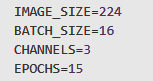 IMAGE_SIZE=224
BATCH_SIZE=16
CHANNELS=3
EPOCHS=15